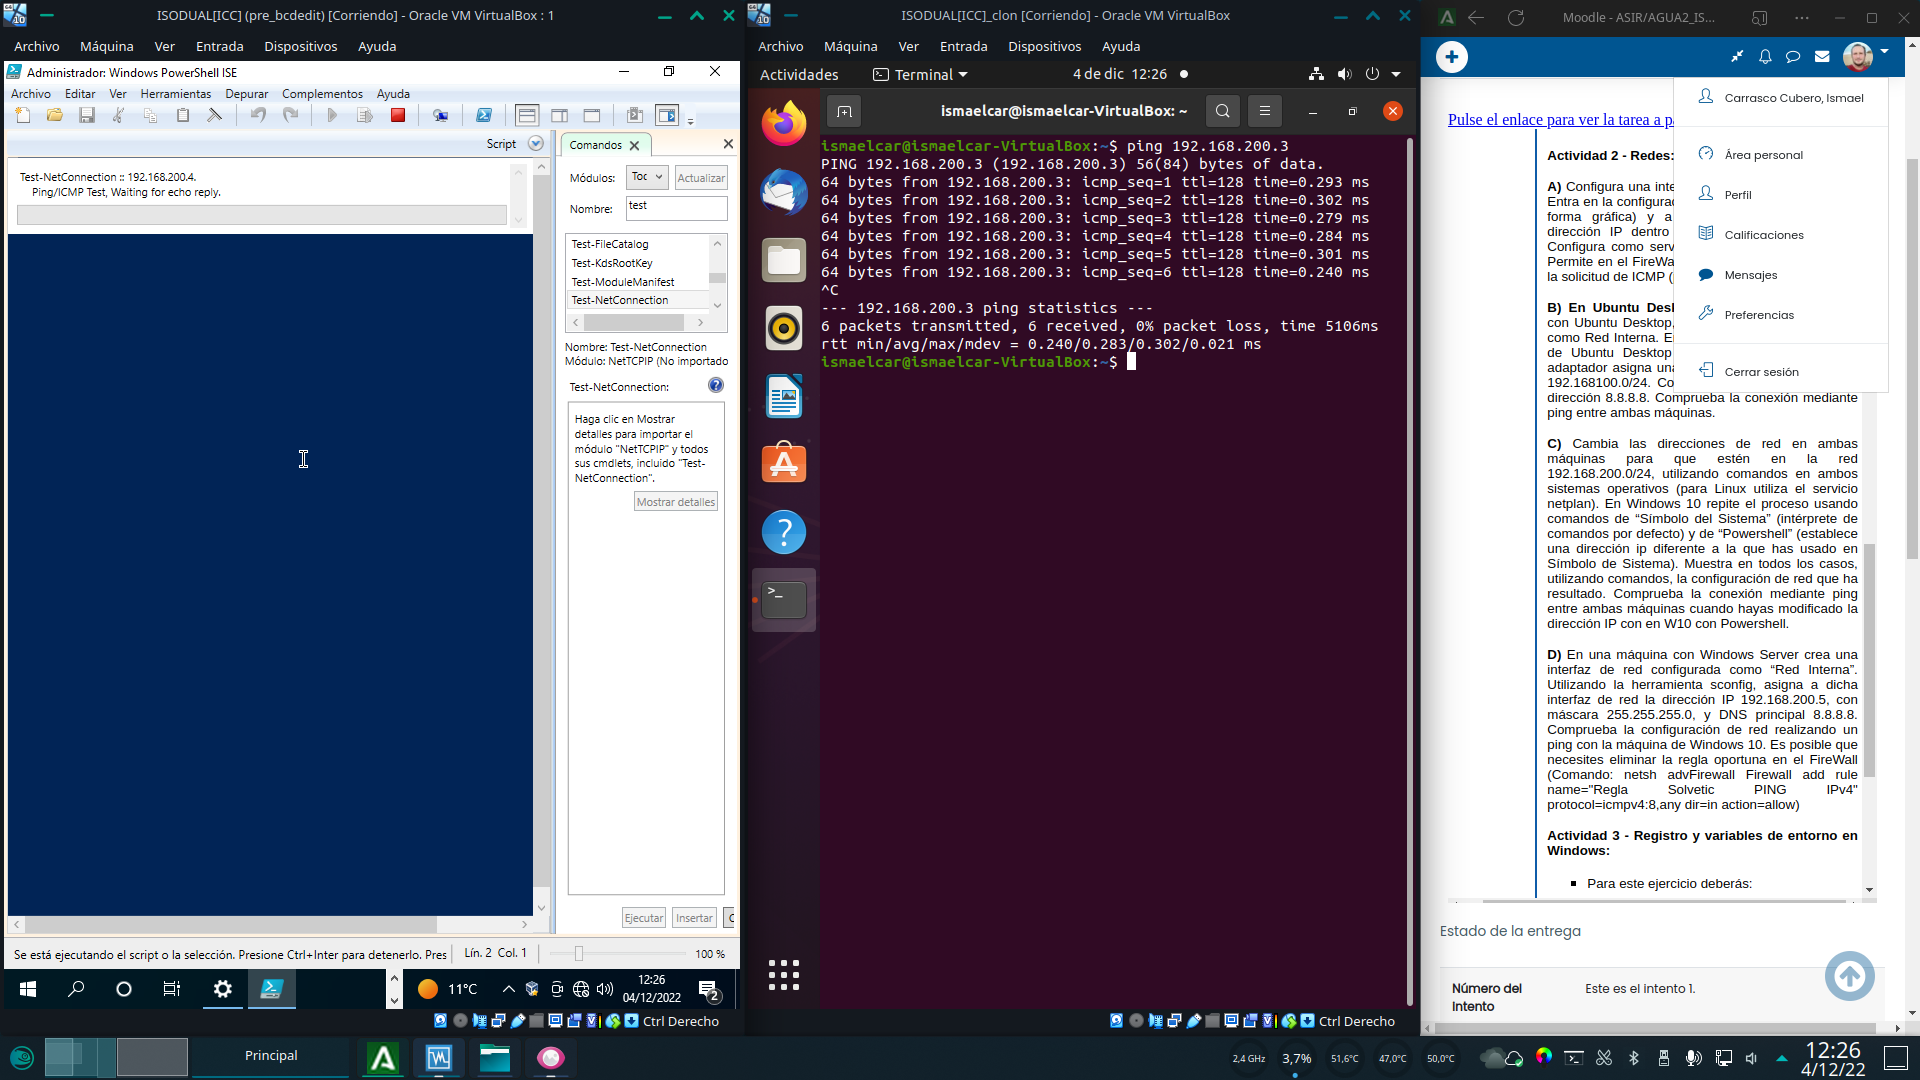 ISODUAL[ICC] (pre_bcdedit) [Corriendo] - Oracle VM VirtualBox : 1
Archivo Máquina Ver Entrada Dispositivos Ayuda
Administrador: Windows PowerShell ISE
Archivo Editar Ver Herramientas Depurar Complementos Ayuda
Script
Test-NetConnection :: 192.168.200.4.
Ping/ICMP Test, Waiting for echo reply.
Comandos
Módulos: Toc Actualizar
Nombre: test
Test-FileCatalog
Test-KdsRootKey
Test-ModuleManifest
Test-NetConnection
Nombre: Test-NetConnection
Módulo: NetTCPIP (No importado
Test-NetConnection:
Haga clic en Mostrar
detalles para importar el
módulo "NetTCPIP" y todos
sus cmdlets, incluido "Test-
NetConnection".
Mostrar detalles
Ejecutar Insertar C
Se está ejecutando el script o la selección. Presione Ctrl+Inter para detenerlo. Pres Lín. 2 Col. 1 100 %
11°C
12:26
04/12/2022
2
Ctrl Derecho
ISODUAL[ICC]_clon [Corriendo] - Oracle VM VirtualBox
Archivo Máquina Ver Entrada Dispositivos Ayuda
Actividades Terminal 4 de dic 12:26
ismaelcar@ismaelcar-VirtualBox: ~
ismaelcar@ismaelcar-VirtualBox:~$ ping 192.168.200.3
PING 192.168.200.3 (192.168.200.3) 56(84) bytes of data.
64 bytes from 192.168.200.3: icmp_seq=1 ttl=128 time=0.293 ms
64 bytes from 192.168.200.3: icmp_seq=2 ttl=128 time=0.302 ms
64 bytes from 192.168.200.3: icmp_seq=3 ttl=128 time=0.279 ms
64 bytes from 192.168.200.3: icmp_seq=4 ttl=128 time=0.284 ms
64 bytes from 192.168.200.3: icmp_seq=5 ttl=128 time=0.301 ms
64 bytes from 192.168.200.3: icmp_seq=6 ttl=128 time=0.240 ms
^C
--- 192.168.200.3 ping statistics ---
6 packets transmitted, 6 received, 0% packet loss, time 5106ms
rtt min/avg/max/mdev = 0.240/0.283/0.302/0.021 ms
ismaelcar@ismaelcar-VirtualBox:~$
Ctrl Derecho
Moodle - ASIR/AGUA2_IS...
Carrasco Cubero, Ismael
Área personal
Perfil
Calificaciones
Mensajes
Preferencias
Cerrar sesión
Pulse el enlace para ver la tarea a pa
Actividad 2 - Redes:
A) Configura una inte
Entra en la configurac
forma gráfica) y a
dirección IP dentro
Configura como serv
Permite en el FireWa
la solicitud de ICMP (
B) En Ubuntu Desl
con Ubuntu Desktop,
como Red Interna. E
de Ubuntu Desktop
adaptador asigna una
192.168100.0/24. Co
dirección 8.8.8.8. Comprueba la conexión mediante
ping entre ambas máquinas.
C) Cambia las direcciones de red en ambas
máquinas para que estén en la red
192.168.200.0/24, utilizando comandos en ambos
sistemas operativos (para Linux utiliza el servicio
netplan). En Windows 10 repite el proceso usando
comandos de “Símbolo del Sistema” (intérprete de
comandos por defecto) y de “Powershell” (establece
una dirección ip diferente a la que has usado en
Símbolo de Sistema). Muestra en todos los casos,
utilizando comandos, la configuración de red que ha
resultado. Comprueba la conexión mediante ping
entre ambas máquinas cuando hayas modificado la
dirección IP con en W10 con Powershell.
D) En una máquina con Windows Server crea una
interfaz de red configurada como “Red Interna”.
Utilizando la herramienta sconfig, asigna a dicha
interfaz de red la dirección IP 192.168.200.5, con
máscara 255.255.255.0, y DNS principal 8.8.8.8.
Comprueba la configuración de red realizando un
ping con la máquina de Windows 10. Es posible que
necesites eliminar la regla oportuna en el FireWall
(Comando: netsh advFirewall Firewall add rule
name="Regla Solvetic PING IPv4"
protocol=icmpv4:8,any dir=in action=allow)
Actividad 3 - Registro y variables de entorno en
Windows:
Para este ejercicio deberás:
Estado de la entrega
Número del
intento
Este es el intento 1.
Principal
2,4 GHz 3,7% 51,6°C 47,0°C 50,0°C
12:26
4/12/22